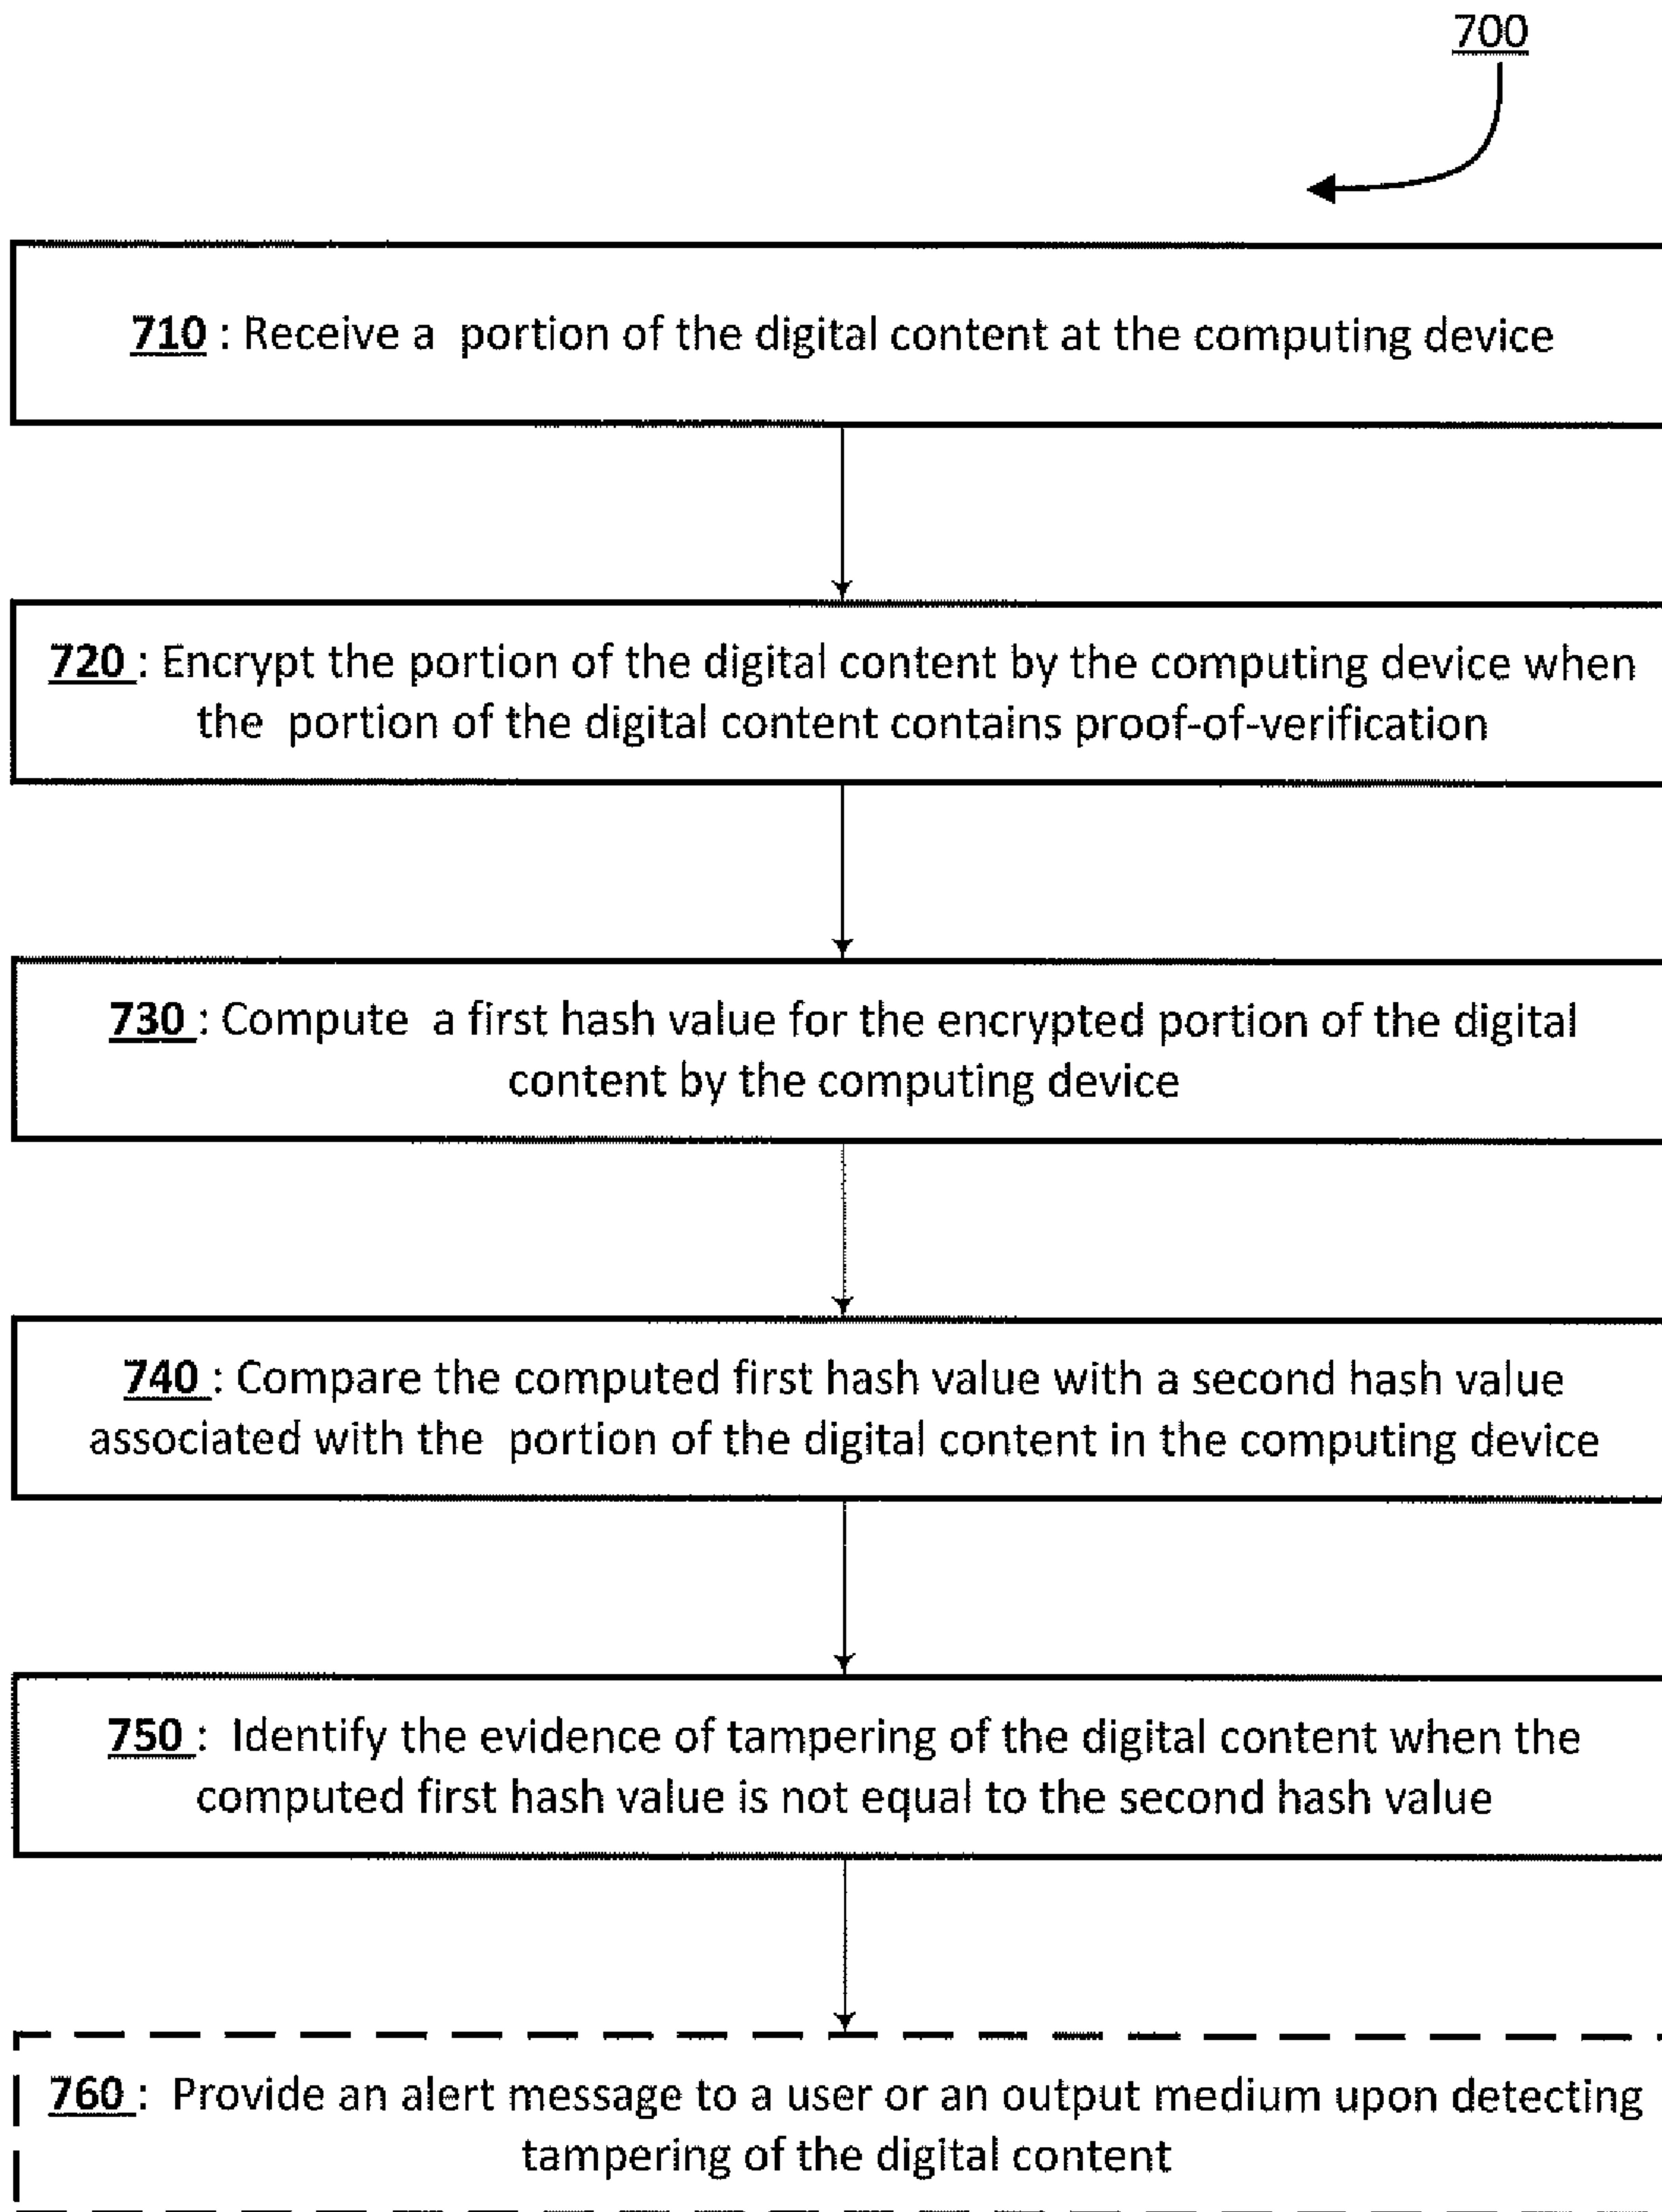 700
710 : Receive a portion of the digital content at the computing device
720 : Encrypt the portion of the digital content by the computing device when
the portion of the digital content contains proof-of-verification
730 : Compute a first hash value for the encrypted portion of the digital
content by the computing device
740 : Compare the computed first hash value with a second hash value
associated with the portion of the digital content in the computing device
750 : Identify the evidence of tampering of the digital content when the
computed first hash value is not equal to the second hash value
760 : Provide an alert message to a user or an output medium upon detecting
tampering of the digital content